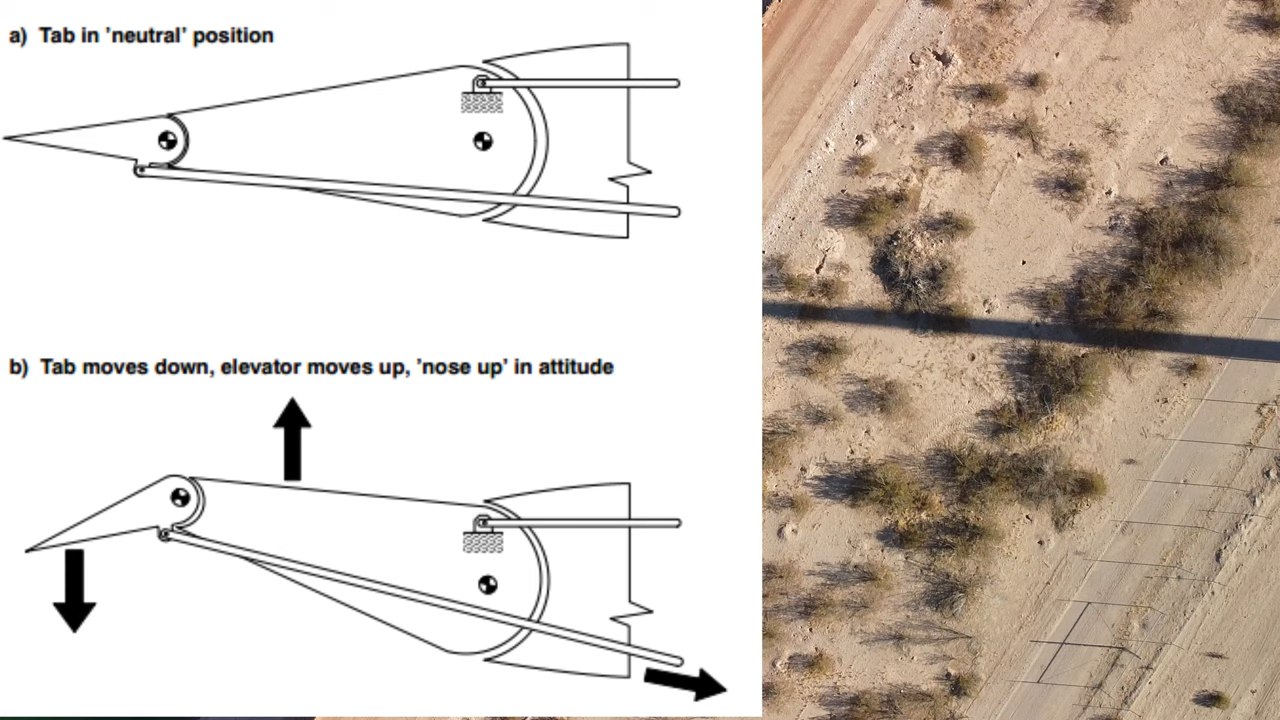 a) Tab in 'neutral' position
b) Tab moves down, elevator moves up, 'nose up' in attitude